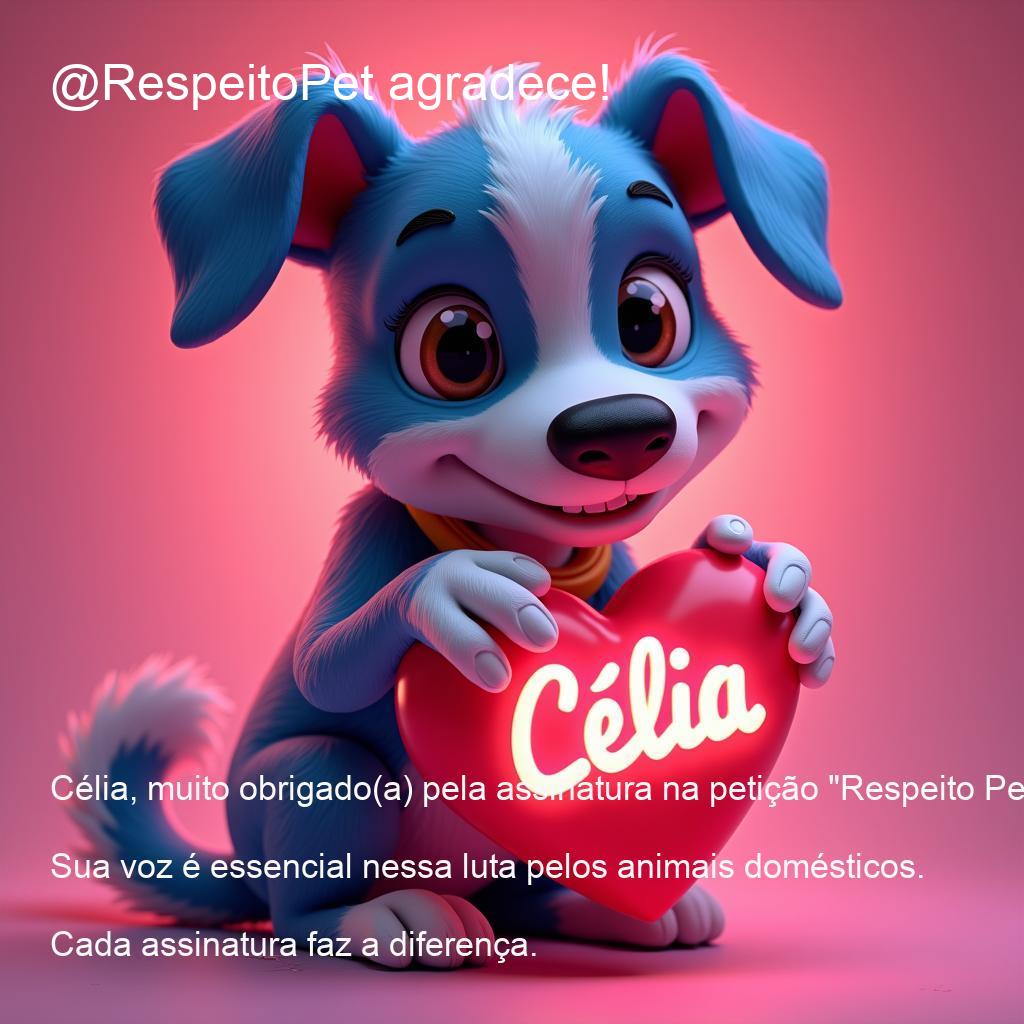 @RespeitoPet agradece!
Célia
Célia, muito obrigado(a) pela assinatura na petição "Respeito Pe
Sua voz é essencial nessa luta pelos animais domésticos.
Cada assinatura faz a diferença.